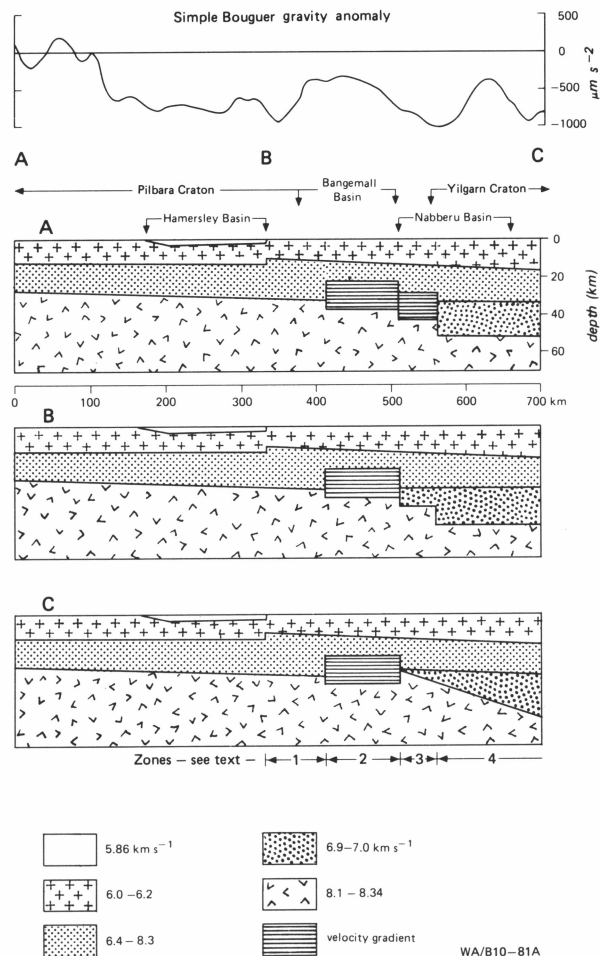 Simple Bouguer gravity anomaly
500
0
−500
−1000
μm s⁻²
A B C
Pilbara Craton
Bangemall
Basin
Yilgarn Craton
Hamersley Basin
Nabberu Basin
A
0
20
40
60
depth (km)
0 100 200 300 400 500 600 700 km
B
C
Zones – see text – 1 2 3 4
5.86 km s⁻¹
6.9–7.0 km s⁻¹
6.0 –6.2
8.1 – 8.34
6.4 – 8.3
velocity gradient
WA/B10–81A